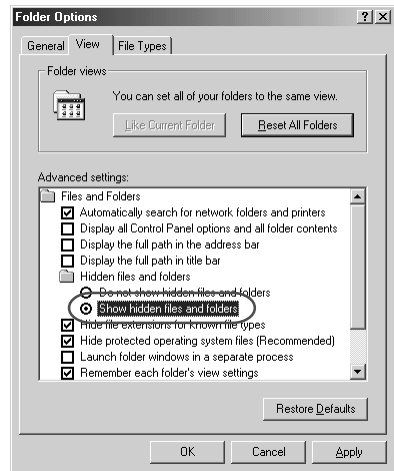 Folder Options
General View File Types
Folder views
You can set all of your folders to the same view.
Like Current Folder Reset All Folders
Advanced settings:
Files and Folders
Automatically search for network folders and printers
Display all Control Panel options and all folder contents
Display the full path in the address bar
Display the full path in title bar
Hidden files and folders
Do not show hidden files and folders
Show hidden files and folders
Hide file extensions for known file types
Hide protected operating system files (Recommended)
Launch folder windows in a separate process
Remember each folder's view settings
Restore Defaults
OK Cancel Apply